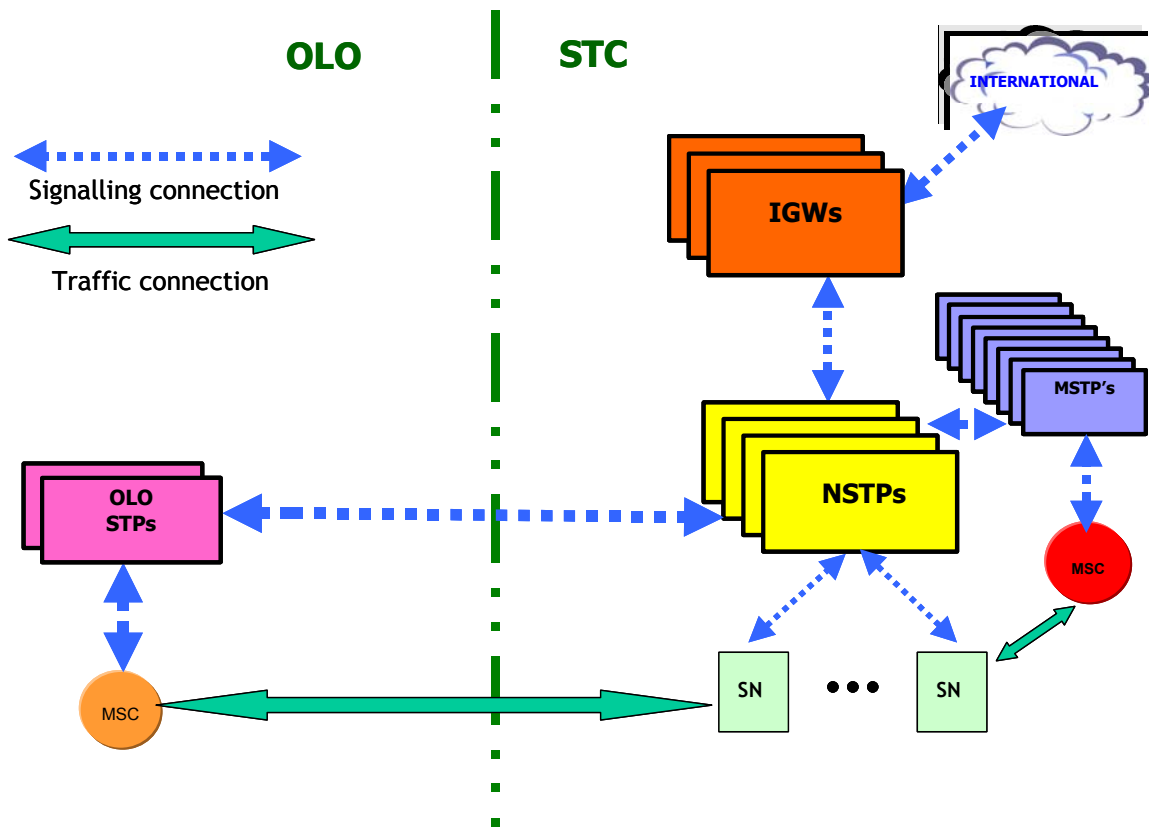 OLO
STC
INTERNATIONAL
Signalling connection
IGWs
Traffic connection
MSTP's
OLO
STPs
NSTPs
MSC
SN
SN
MSC